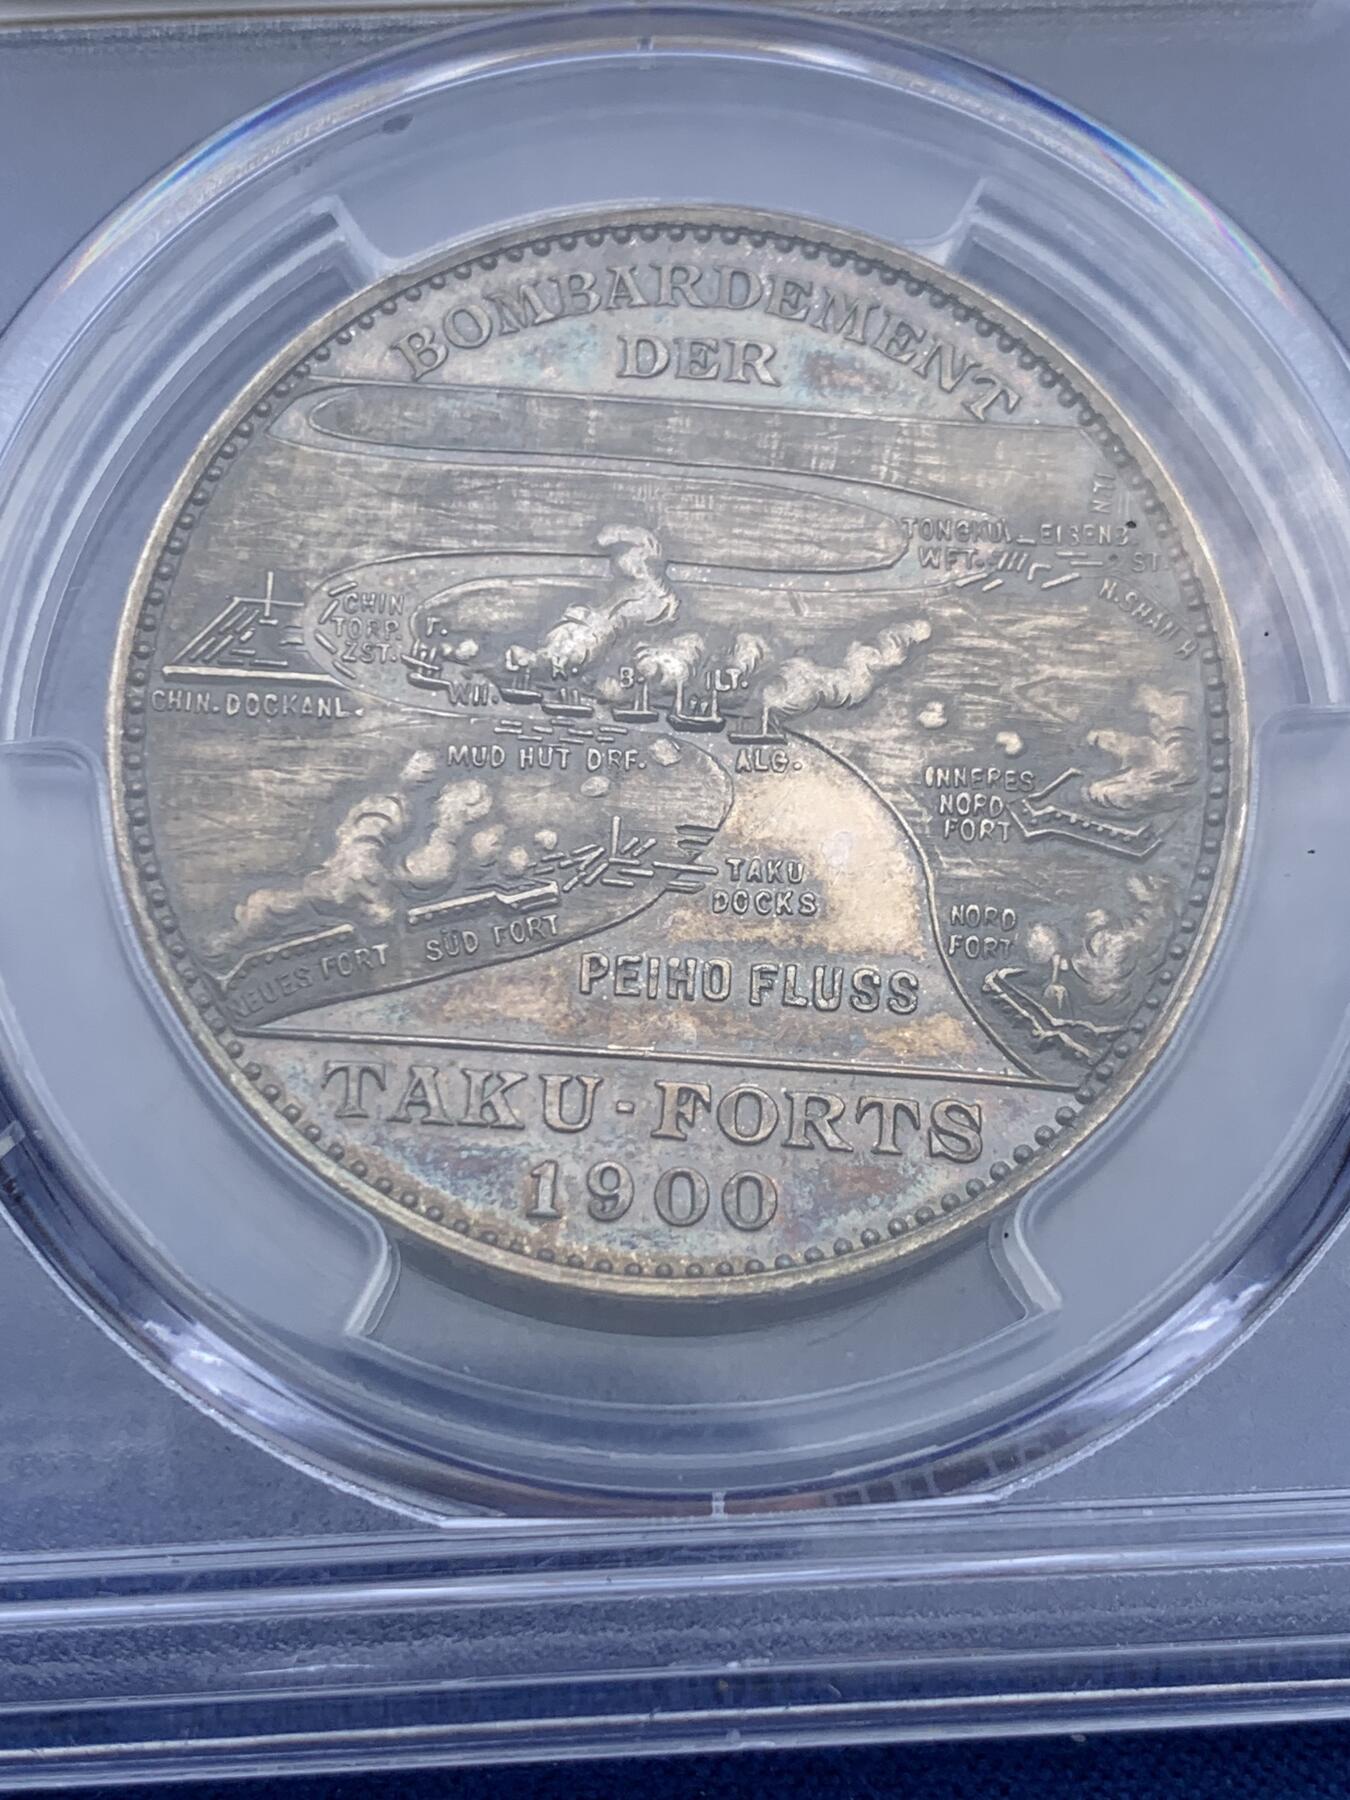 BOMBARDEMENT
DER
TONGKU EISENB.
WFT. ST.
CHIN
TORP.
ZST.
T.
WH. K. B. ILT.
CHIN. DOCKANL.
MUD HUT DRF. ALG.
INNERES
NORD
FORT
TAKU
DOCKS
NORD
FORT
SÜD FORT
NEUES FORT
PEIHO FLUSS
TAKU-FORTS
1900